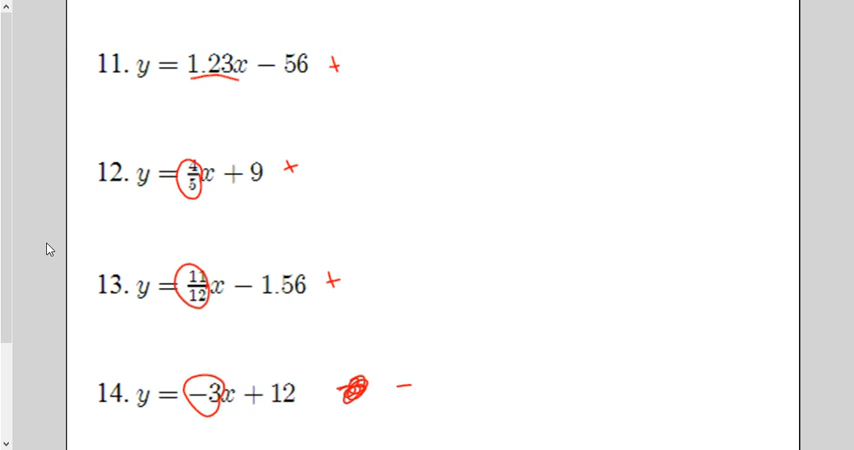 11. y = 1.23x − 56 +
12. y = 4/5x + 9 +
13. y = 11/12x − 1.56 +
14. y = −3x + 12 −